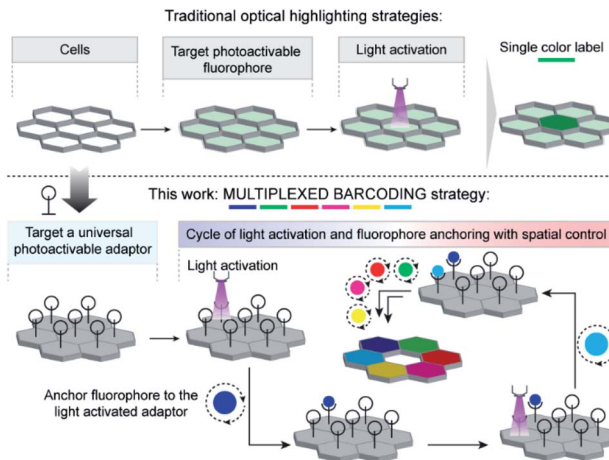 Traditional optical highlighting strategies:
Cells
Target photoactivable
fluorophore
Light activation
Single color label
This work: MULTIPLEXED BARCODING strategy:
Target a universal
photoactivable adaptor
Cycle of light activation and fluorophore anchoring with spatial control
Light activation
Anchor fluorophore to the
light activated adaptor